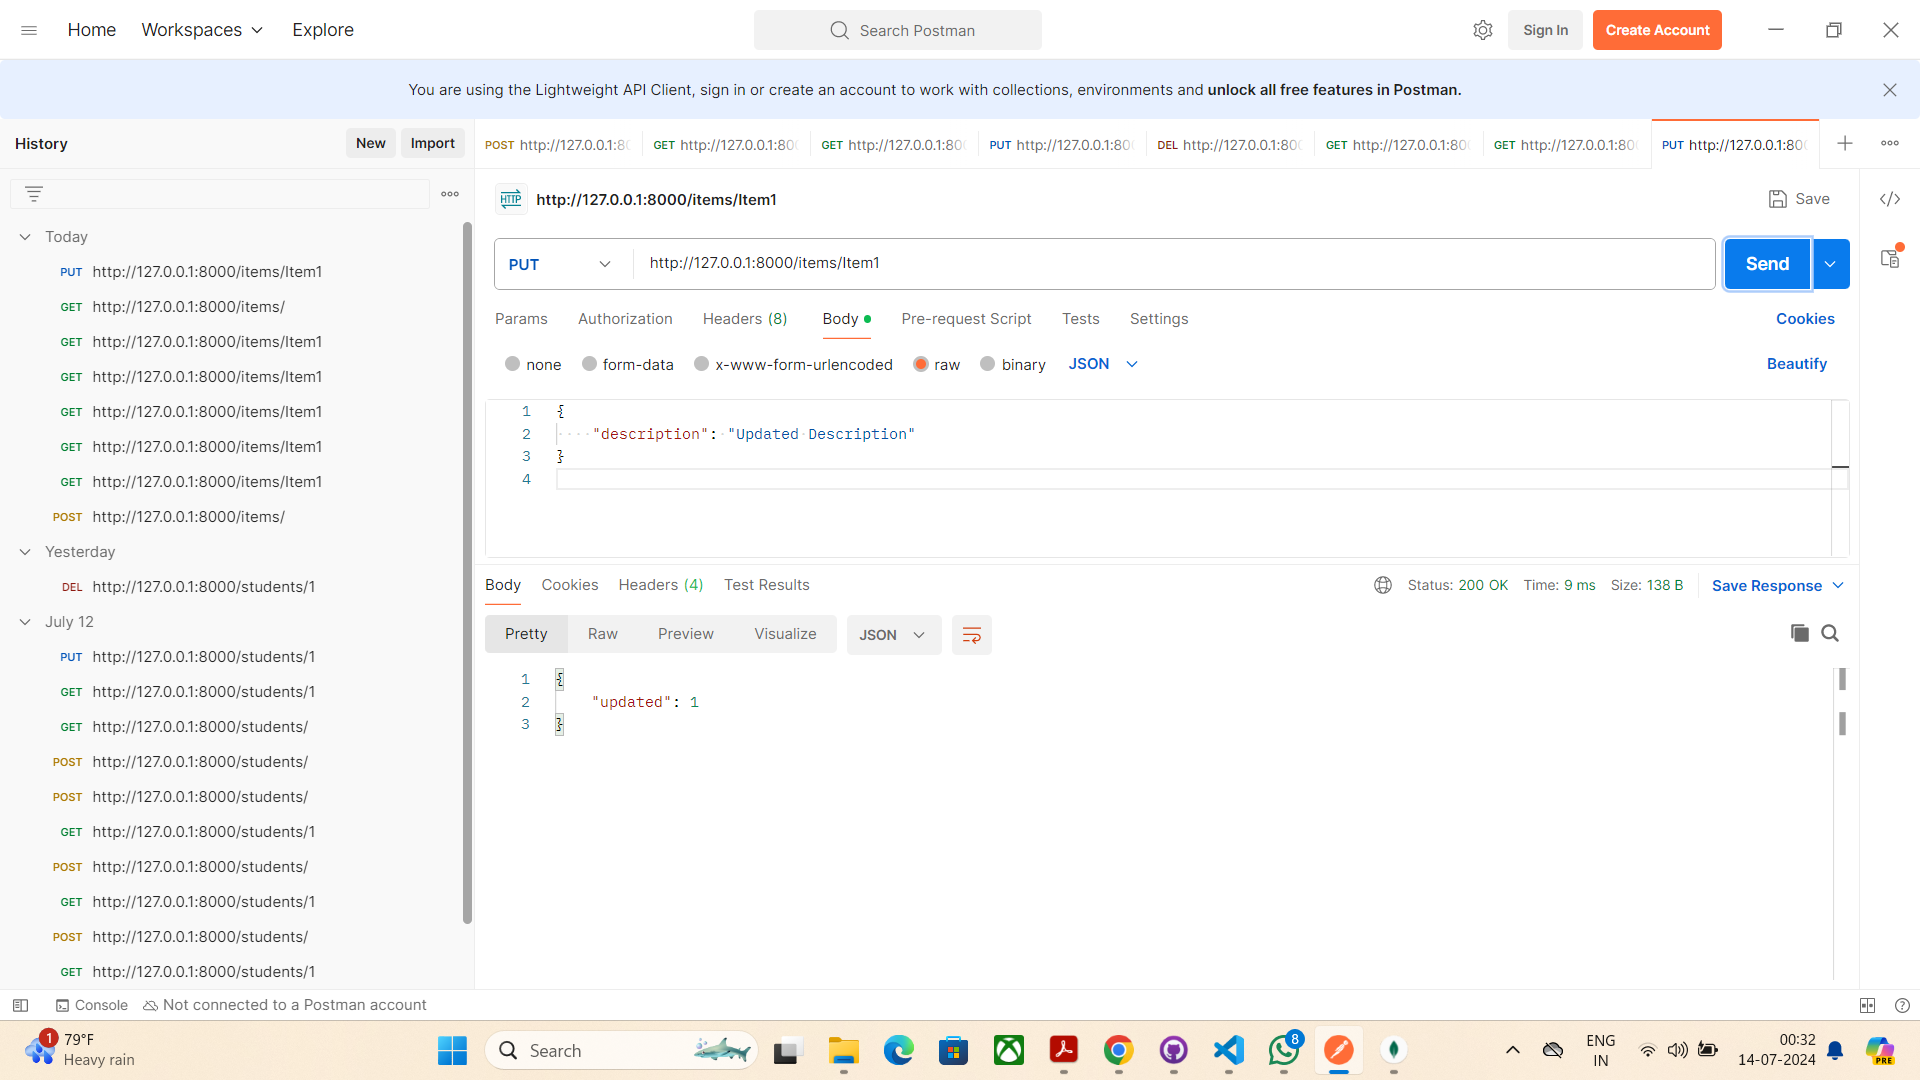 Home Workspaces Explore Search Postman Sign In Create Account
You are using the Lightweight API Client, sign in or create an account to work with collections, environments and unlock all free features in Postman.
History New Import
POST http://127.0.0.1:80 GET http://127.0.0.1:800 GET http://127.0.0.1:800 PUT http://127.0.0.1:800 DEL http://127.0.0.1:800 GET http://127.0.0.1:800 GET http://127.0.0.1:800 PUT http://127.0.0.1:800
Today
PUT http://127.0.0.1:8000/items/Item1
GET http://127.0.0.1:8000/items/
GET http://127.0.0.1:8000/items/Item1
GET http://127.0.0.1:8000/items/Item1
GET http://127.0.0.1:8000/items/Item1
GET http://127.0.0.1:8000/items/Item1
GET http://127.0.0.1:8000/items/Item1
POST http://127.0.0.1:8000/items/
Yesterday
DEL http://127.0.0.1:8000/students/1
July 12
PUT http://127.0.0.1:8000/students/1
GET http://127.0.0.1:8000/students/1
GET http://127.0.0.1:8000/students/
POST http://127.0.0.1:8000/students/
POST http://127.0.0.1:8000/students/
GET http://127.0.0.1:8000/students/1
POST http://127.0.0.1:8000/students/
GET http://127.0.0.1:8000/students/1
POST http://127.0.0.1:8000/students/
GET http://127.0.0.1:8000/students/1
HTTP http://127.0.0.1:8000/items/Item1 Save
PUT http://127.0.0.1:8000/items/Item1 Send
Params Authorization Headers (8) Body Pre-request Script Tests Settings Cookies
none form-data x-www-form-urlencoded raw binary JSON Beautify
1 {
2 "description": "Updated Description"
3 }
4
Body Cookies Headers (4) Test Results Status: 200 OK Time: 9 ms Size: 138 B Save Response
Pretty Raw Preview Visualize JSON
1 {
2 "updated": 1
3 }
Console Not connected to a Postman account
1 79°F
Heavy rain
Search
8
ENG
IN
00:32
14-07-2024
PRE